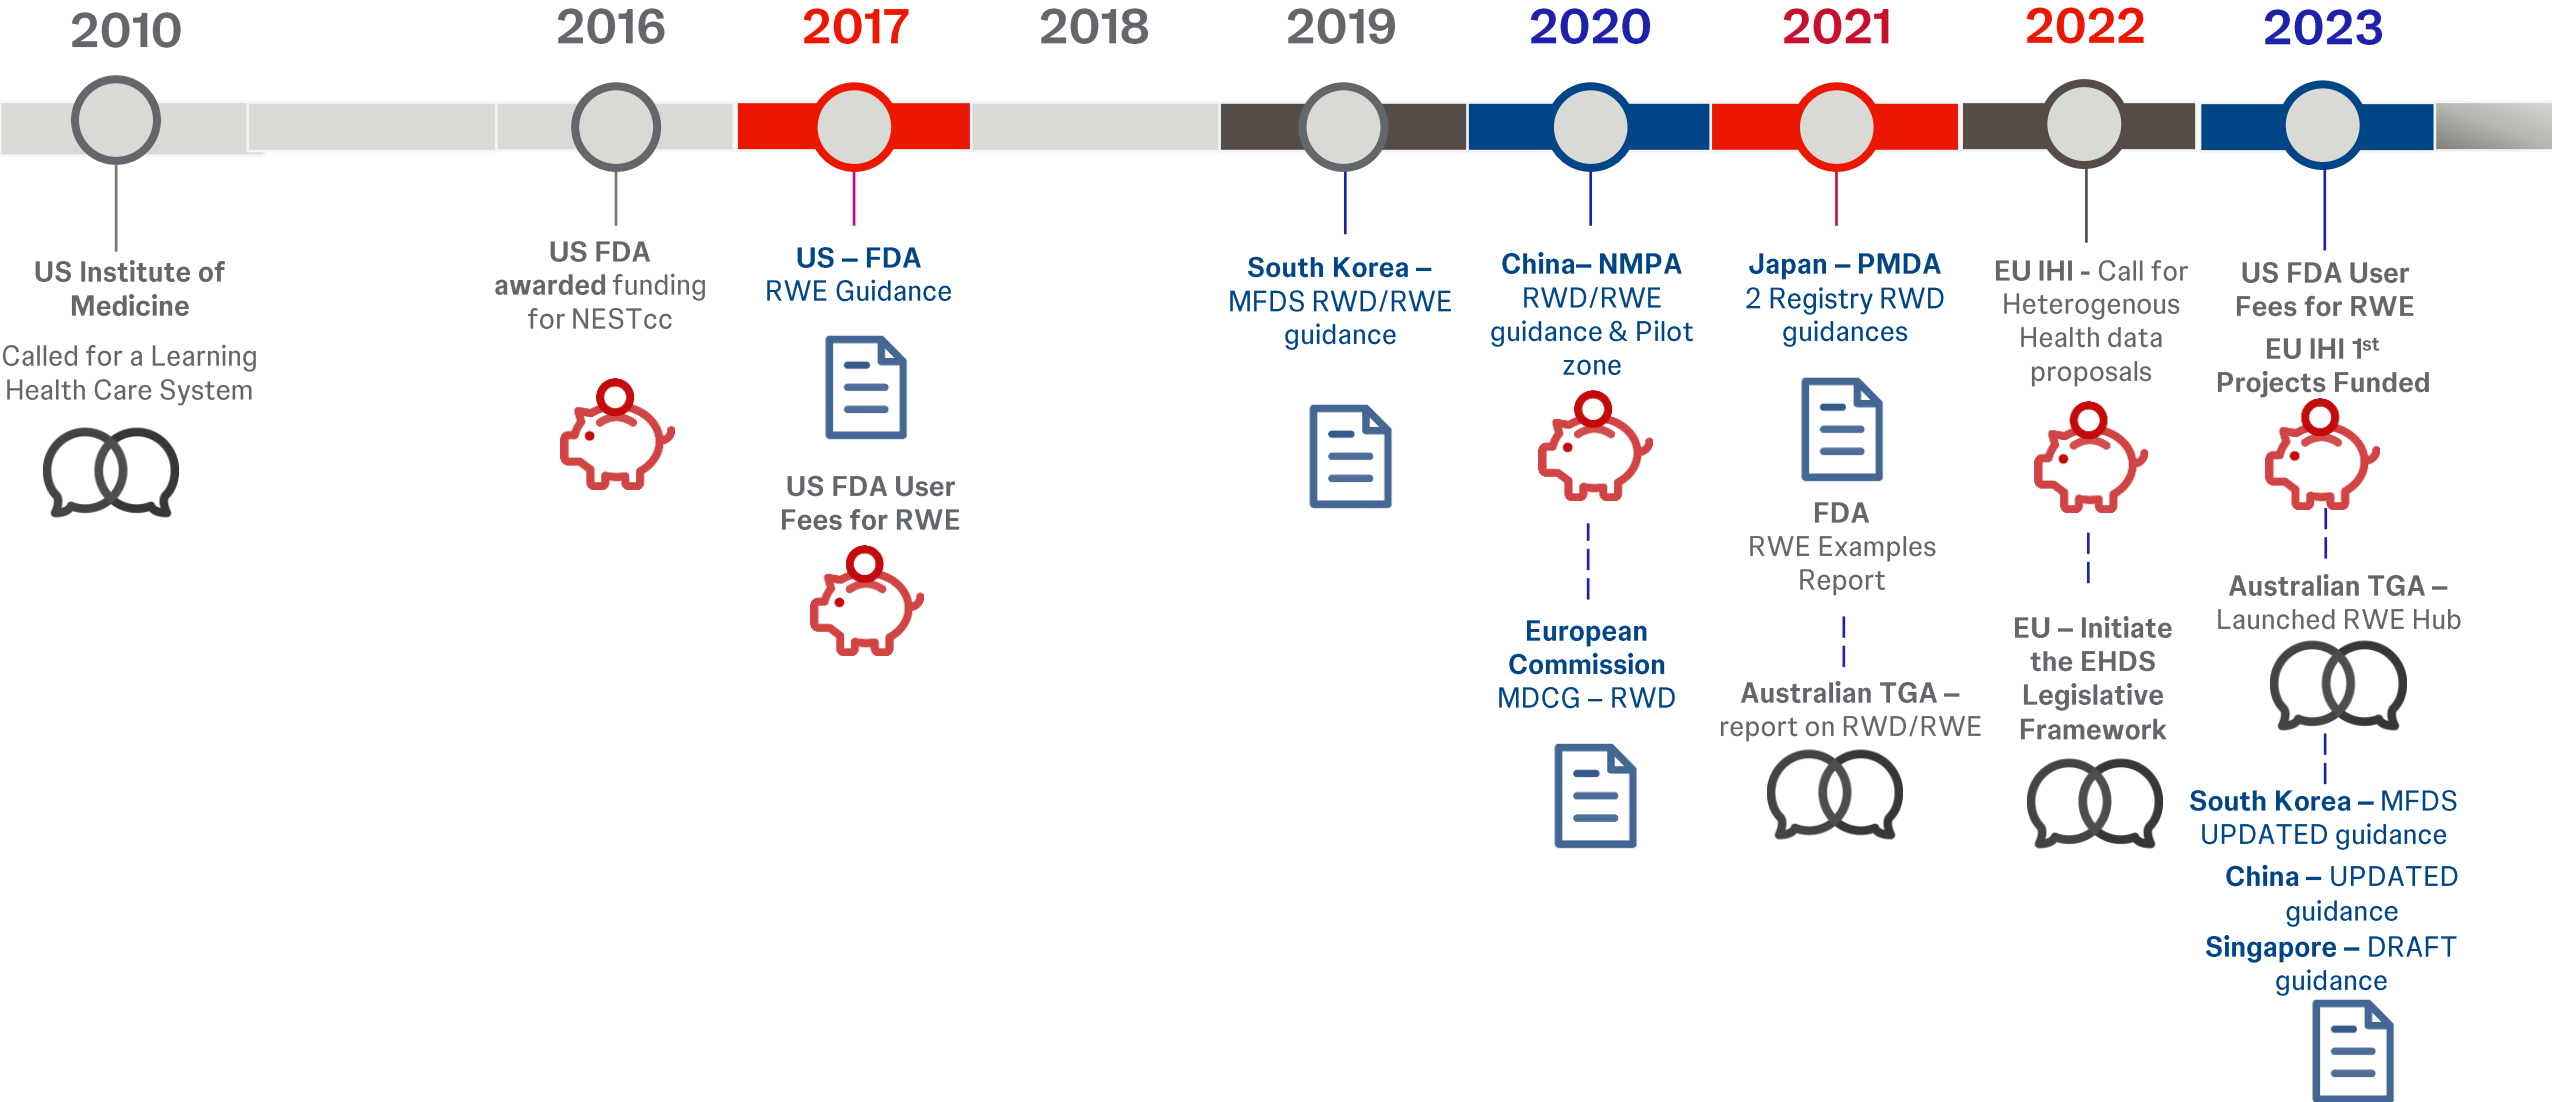 2010
2016
2017
2018
2019
2020
2021
2022
2023
US Institute of
Medicine
Called for a Learning
Health Care System
US FDA
awarded funding
for NESTcc
US – FDA
RWE Guidance
US FDA User
Fees for RWE
South Korea –
MFDS RWD/RWE
guidance
China– NMPA
RWD/RWE
guidance & Pilot
zone
European
Commission
MDCG – RWD
Japan – PMDA
2 Registry RWD
guidances
FDA
RWE Examples
Report
Australian TGA –
report on RWD/RWE
EU IHI - Call for
Heterogenous
Health data
proposals
EU – Initiate
the EHDS
Legislative
Framework
US FDA User
Fees for RWE
EU IHI 1st
Projects Funded
Australian TGA –
Launched RWE Hub
South Korea – MFDS
UPDATED guidance
China – UPDATED
guidance
Singapore – DRAFT
guidance